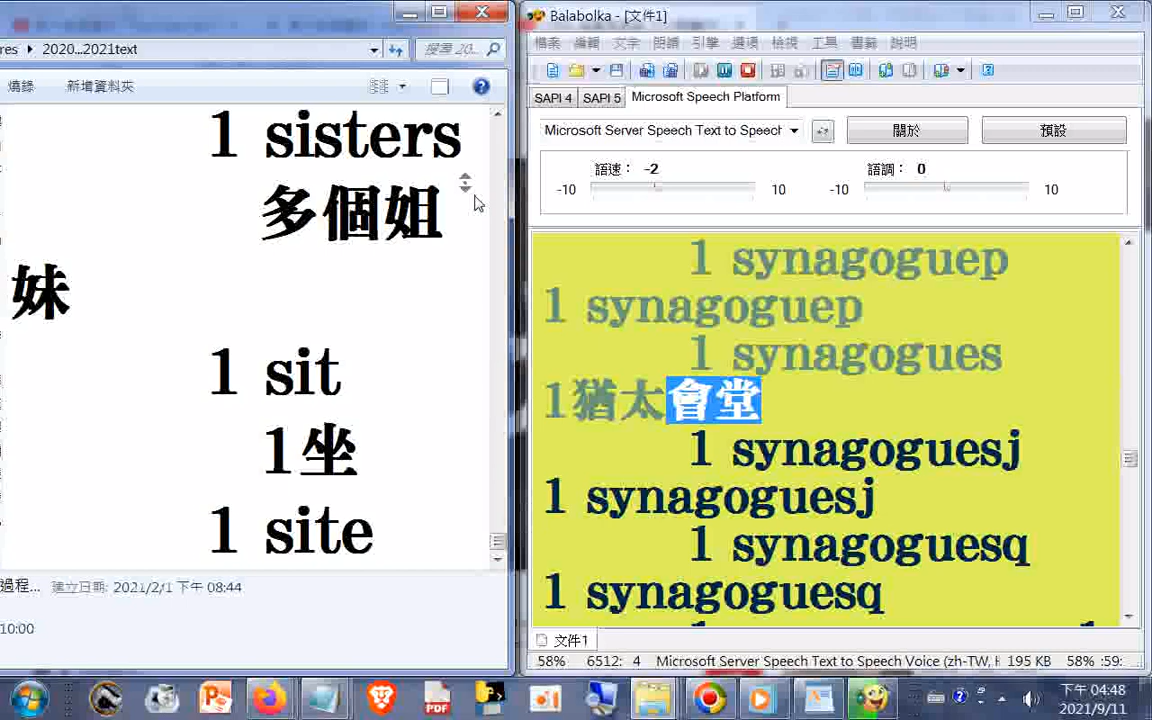 res ▸ 2020...2021text
搜尋 20...
燒錄 新增資料夾
1 sisters
多個姐
妹
1 sit
1坐
1 site
過程... 建立日期: 2021/2/1 下午 08:44
10:00
Balabolka - [文件1]
檔案 編輯 文字 閱讀 引擎 選項 檢視 工具 書籤 說明
SAPI 4 SAPI 5 Microsoft Speech Platform
Microsoft Server Speech Text to Speech
關於 預設
語速： -2 語調： 0
-10 10 -10 10
1 synagoguep
1 synagoguep
1 synagogues
1猶太會堂
1 synagoguesj
1 synagoguesj
1 synagoguesq
1 synagoguesq
文件1
58% 6512: 4 Microsoft Server Speech Text to Speech Voice (zh-TW, H 195 KB 58% :59:
PDF
下午 04:48
2021/9/11